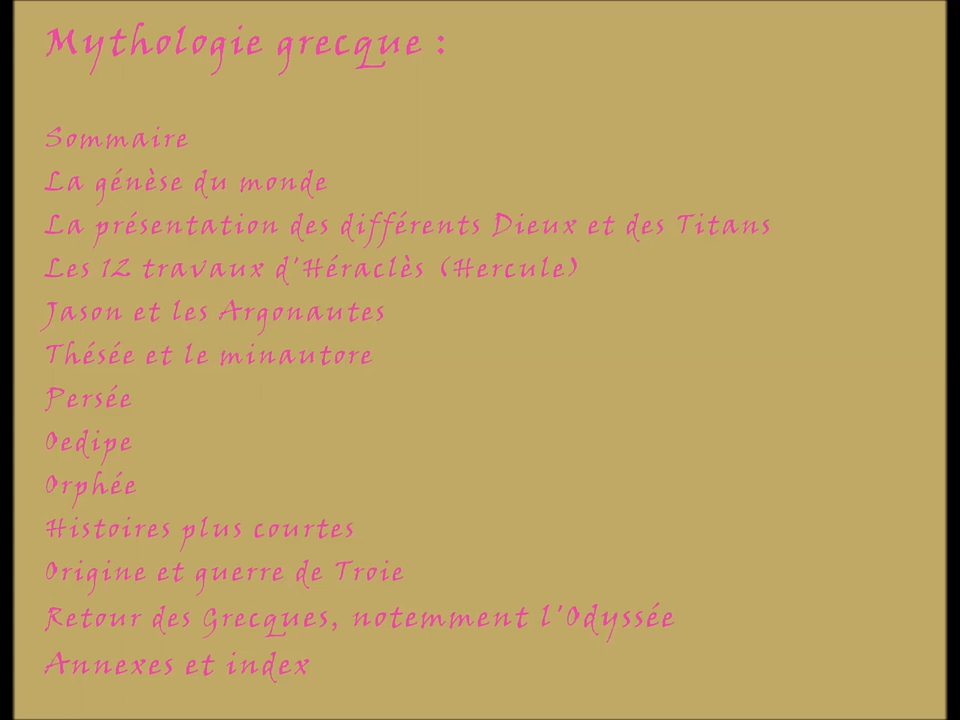 Mythologie grecque :
Sommaire
La génèse du monde
La présentation des différents Dieux et des Titans
Les 12 travaux d'Héraclès (Hercule)
Jason et les Argonautes
Thésée et le minautore
Persée
Oedipe
Orphée
Histoires plus courtes
Origine et guerre de Troie
Retour des Grecques, notemment l'Odyssée
Annexes et index